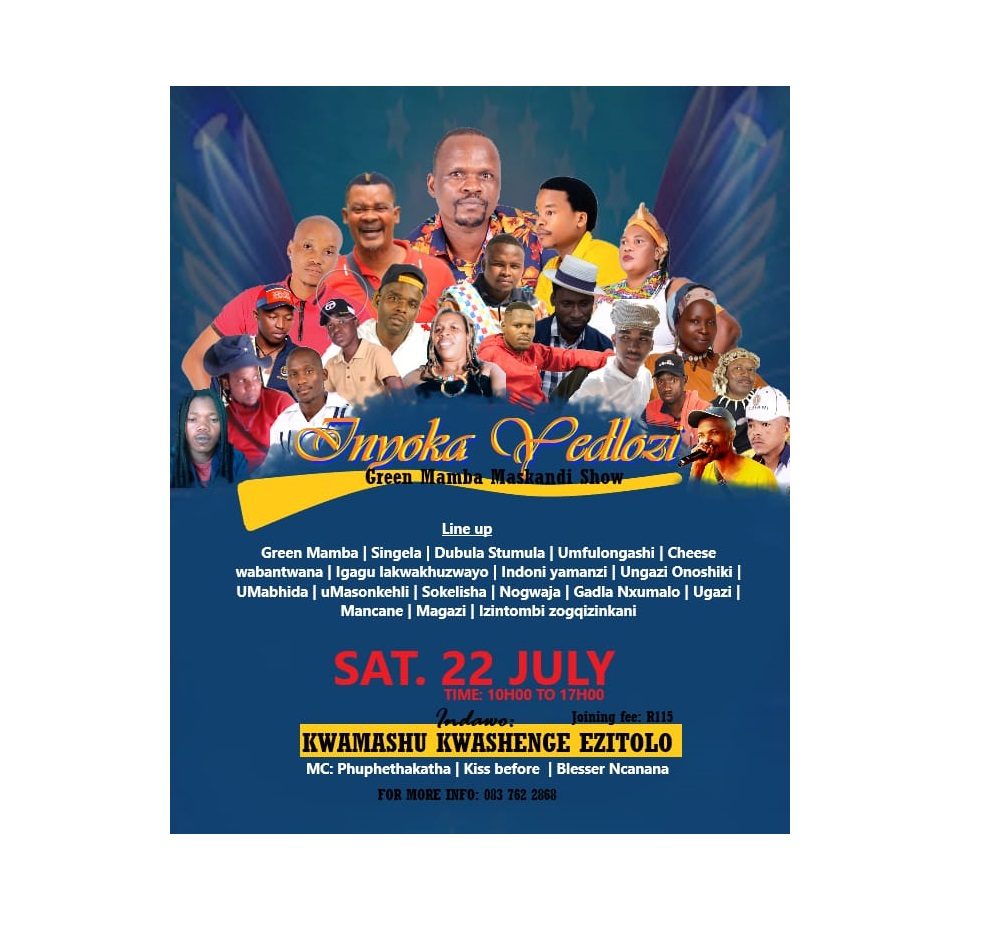 Inyoka Yedlozi
Green Mamba Maskandi Show
Line up
Green Mamba | Singela | Dubula Stumula | Umfulongashi | Cheese
wabantwana | Igagu lakwakhuzwayo | Indoni yamanzi | Ungazi Onoshiki |
UMabhida | uMasonkehli | Sokelisha | Nogwaja | Gadla Nxumalo | Ugazi |
Mancane | Magazi | Izintombi zogqizinkani
SAT. 22 JULY
TIME: 10H00 TO 17H00
Indawo:
Joining fee: R115
KWAMASHU KWASHENGE EZITOLO
MC: Phuphethakatha | Kiss before | Blesser Ncanana
FOR MORE INFO: 083 762 2868